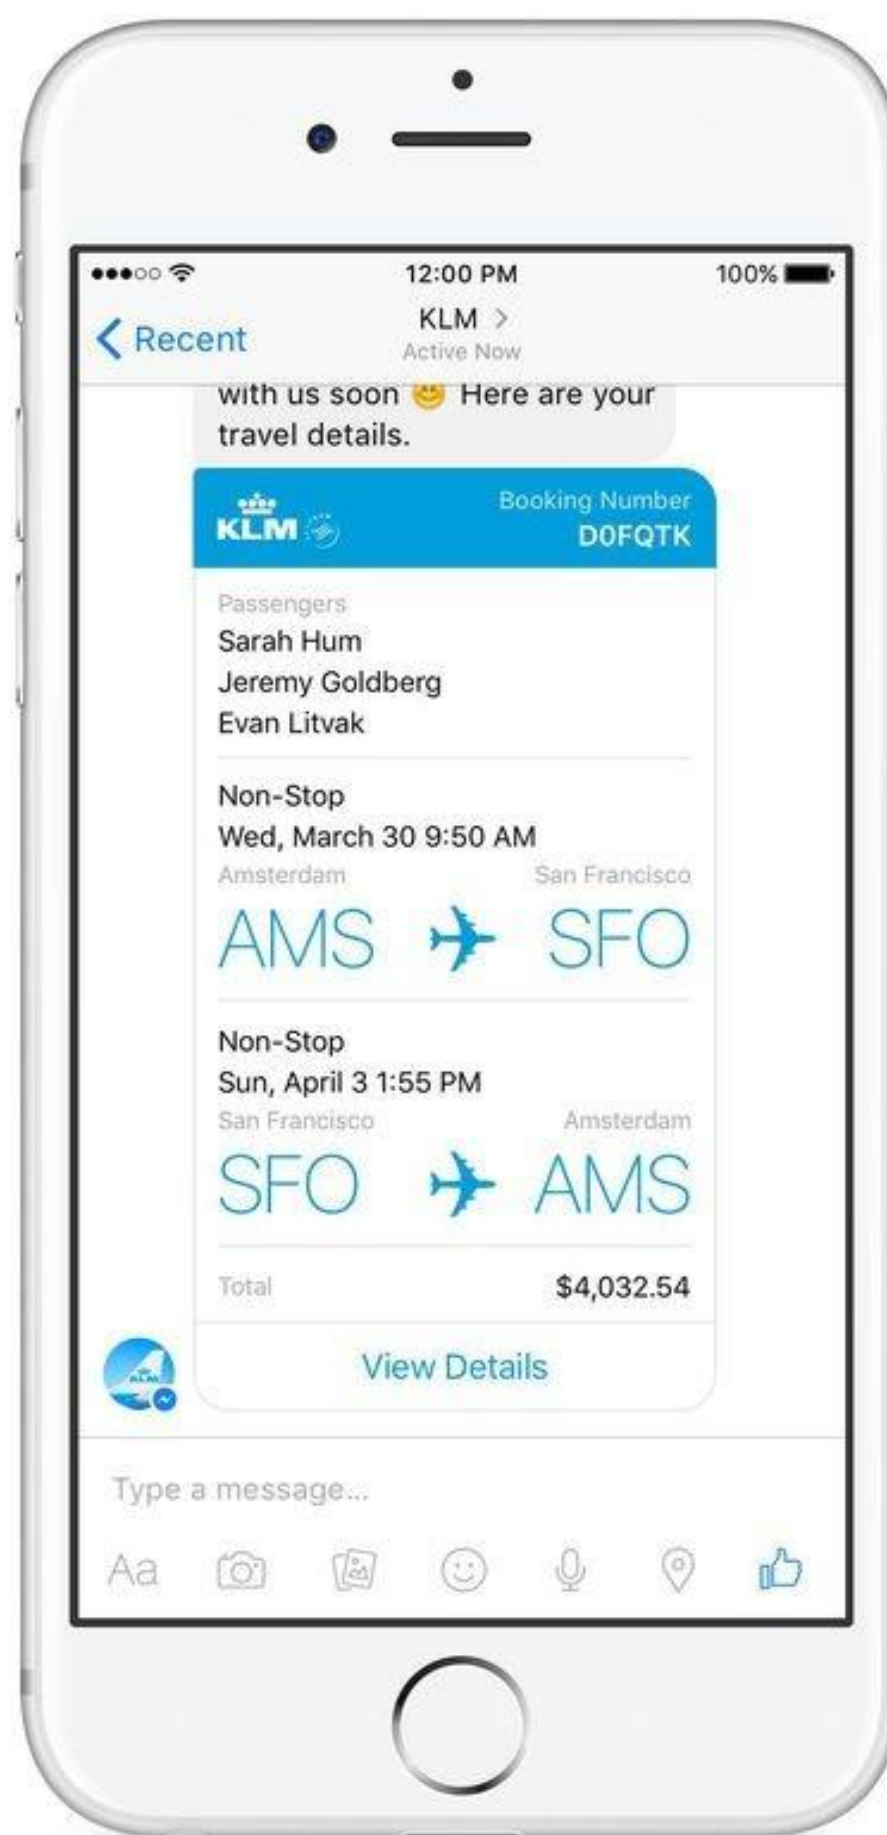 12:00 PM
100%
Recent
KLM >
Active Now
with us soon 😊 Here are your
travel details.
KLM
Booking Number
D0FQTK
Passengers
Sarah Hum
Jeremy Goldberg
Evan Litvak
Non-Stop
Wed, March 30 9:50 AM
Amsterdam San Francisco
AMS SFO
Non-Stop
Sun, April 3 1:55 PM
San Francisco Amsterdam
SFO AMS
Total $4,032.54
View Details
KLM
Type a message...
Aa